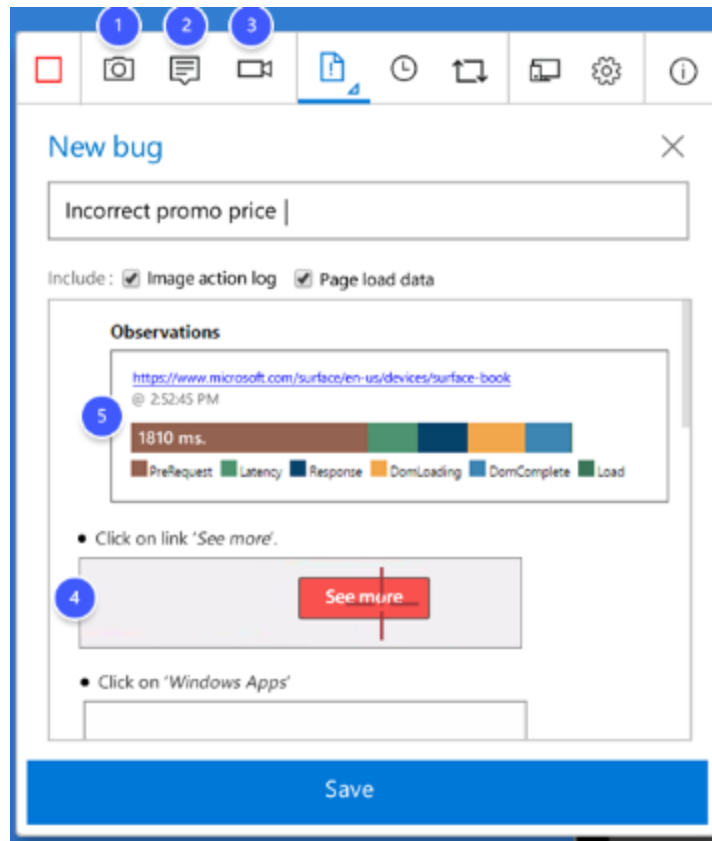 1 2 3
New bug
Incorrect promo price
Include : Image action log Page load data
Observations
https://www.microsoft.com/surface/en-us/devices/surface-book
@ 2:52:45 PM
5
1810 ms.
PreRequest Latency Response DomLoading DomComplete Load
Click on link 'See more'.
4
See more
Click on 'Windows Apps'
Save